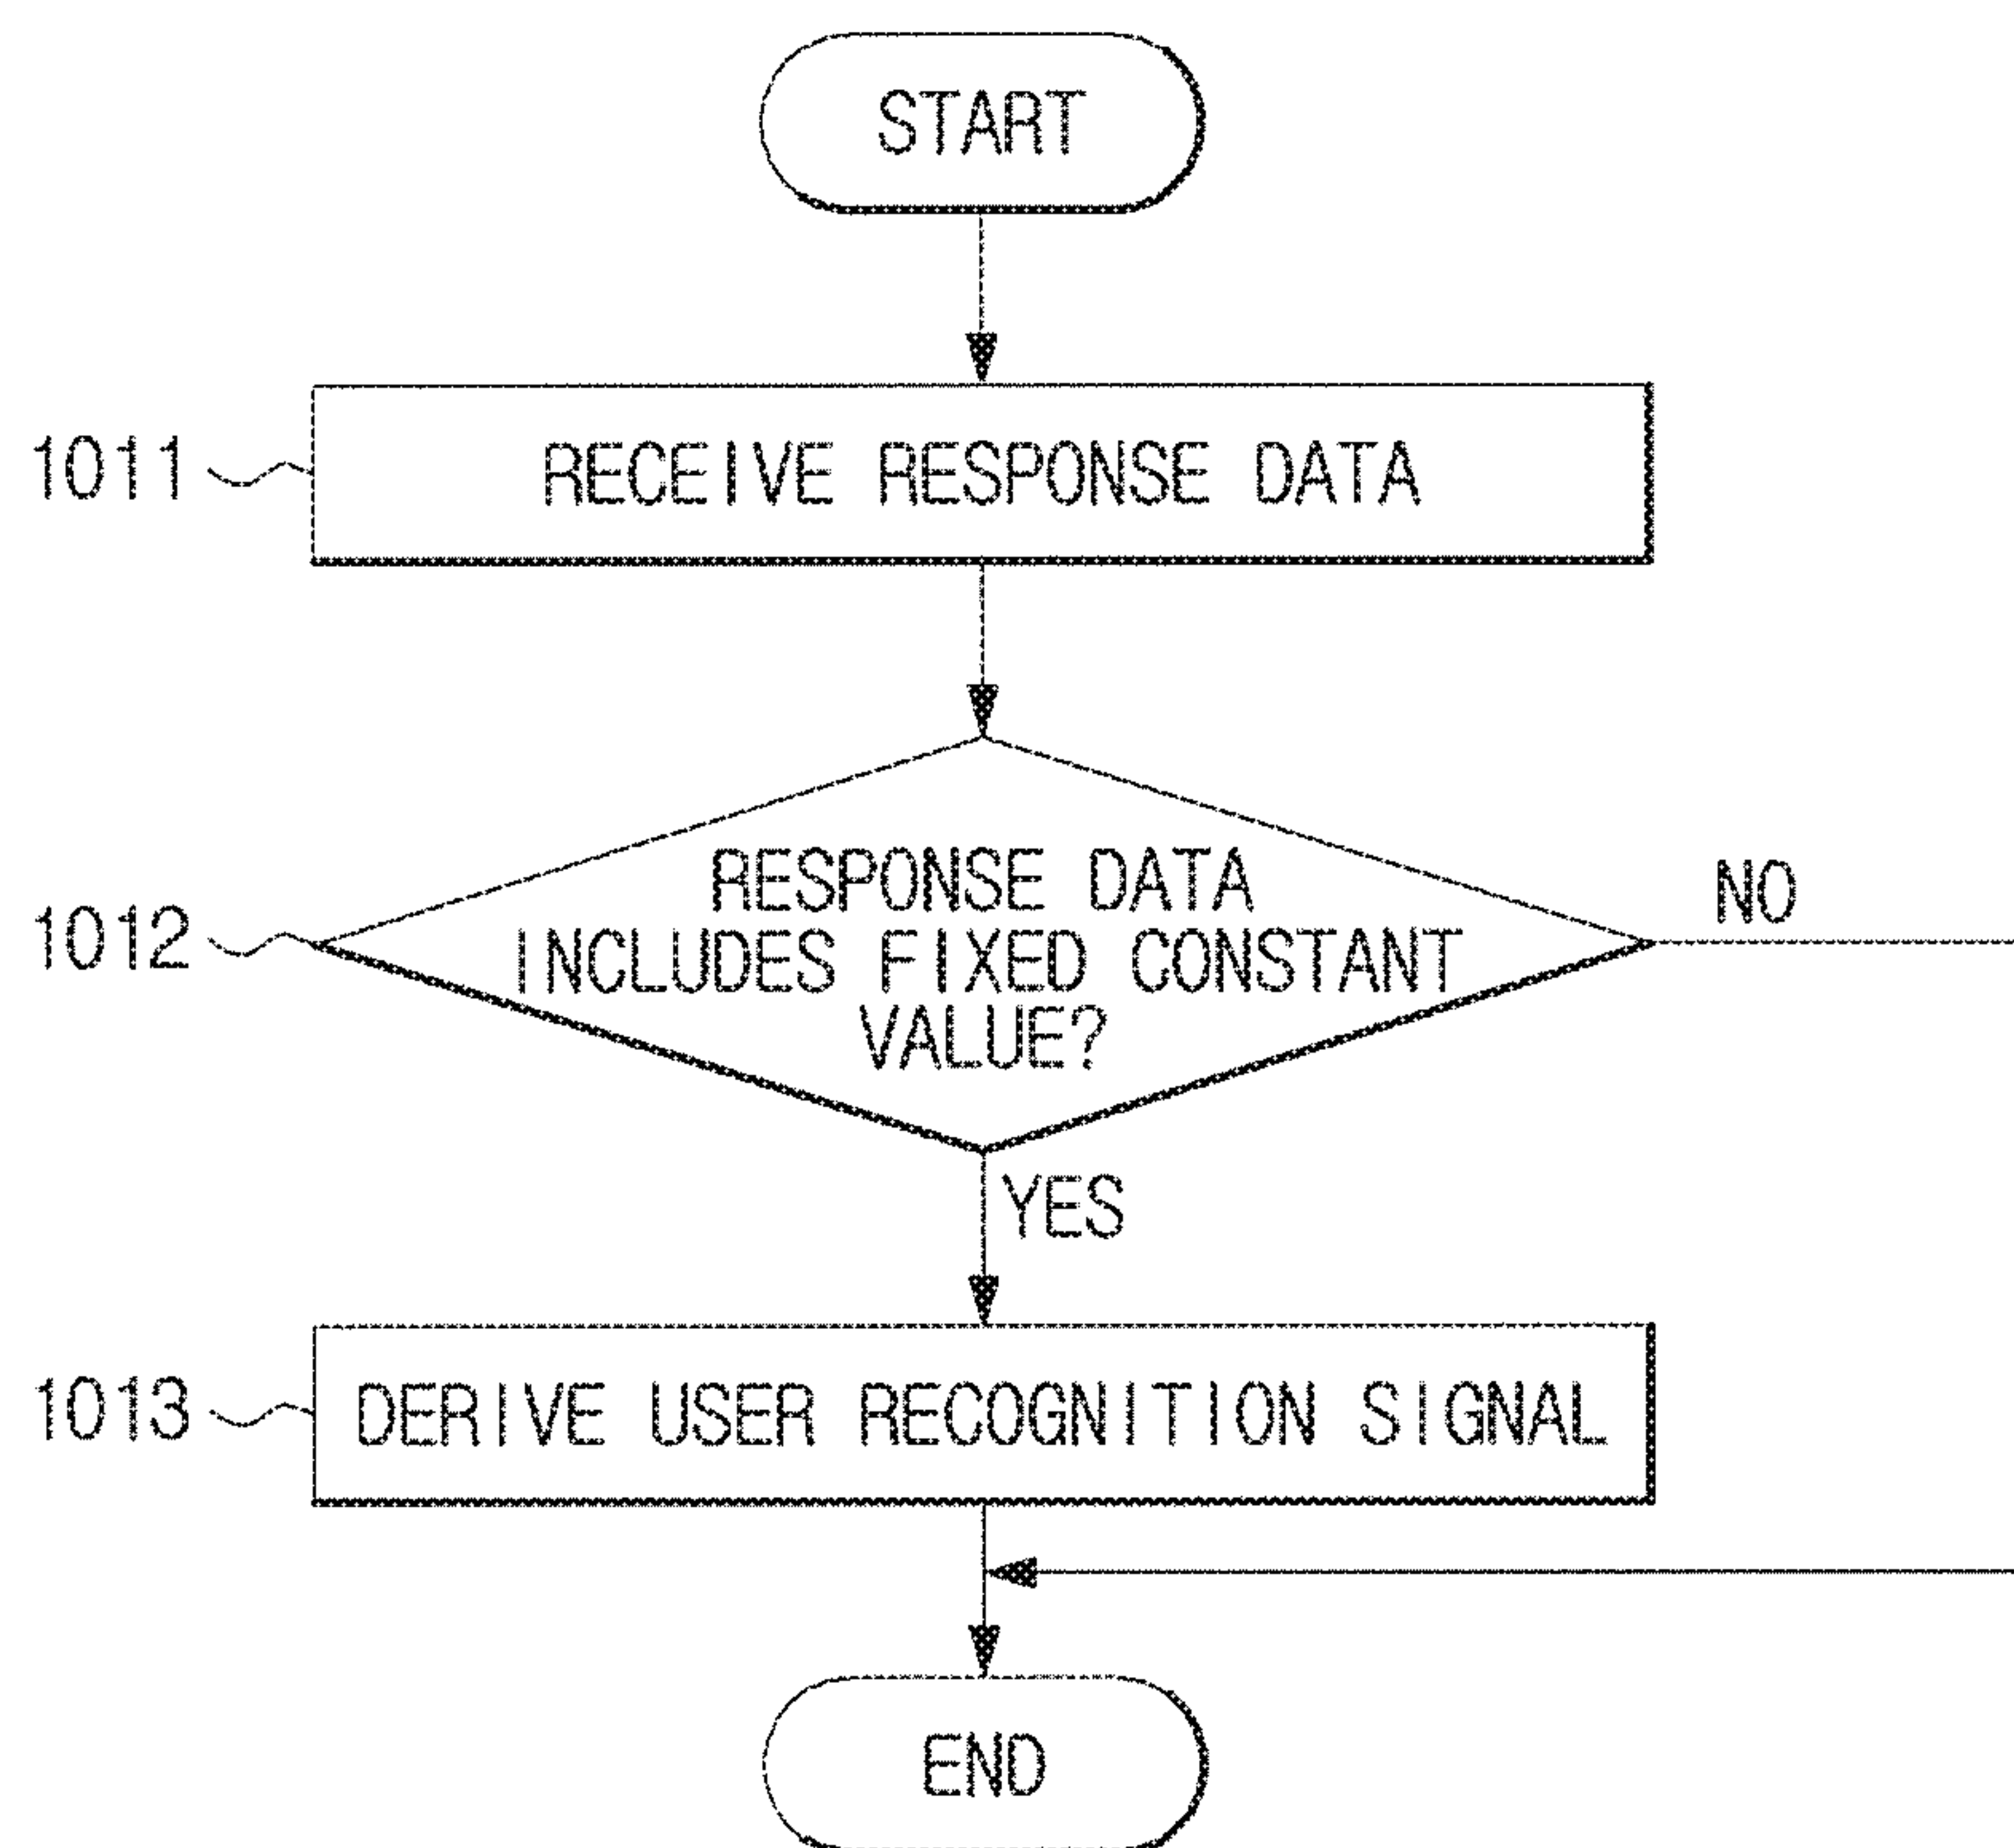 START
1011
RECEIVE RESPONSE DATA
1012
RESPONSE DATA
INCLUDES FIXED CONSTANT
VALUE?
NO
YES
1013
DERIVE USER RECOGNITION SIGNAL
END